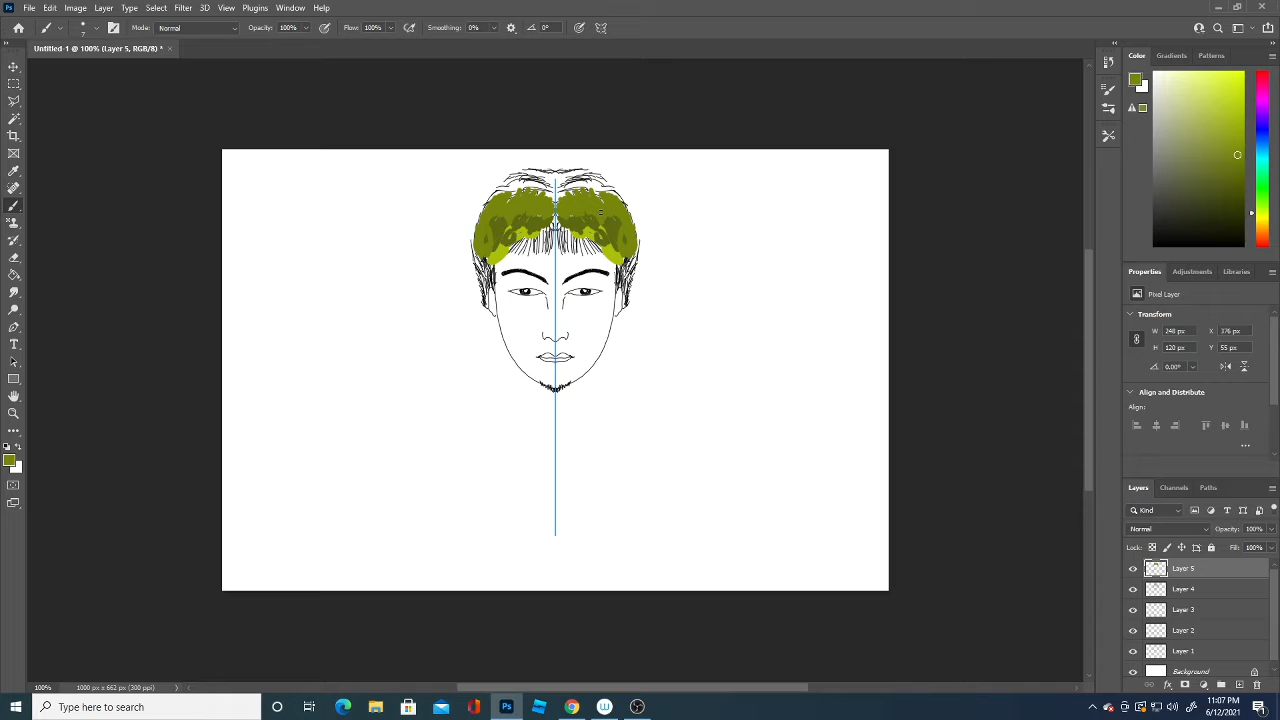 Ps File Edit Image Layer Type Select Filter 3D View Plugins Window Help
7 Mode: Normal Opacity: 100% Flow: 100% Smoothing: 0% 0°
Untitled-1 @ 100% (Layer 5, RGB/8) * ×
Color Gradients Patterns
Properties Adjustments Libraries
Pixel Layer
Transform
W 248 px X 376 px
H 120 px Y 55 px
0.00°
Align and Distribute
Align:
Layers Channels Paths
Kind
Normal Opacity: 100%
Lock: Fill: 100%
Layer 5
Layer 4
Layer 3
Layer 2
Layer 1
Background
100% 1000 px x 662 px (300 ppi)
Type here to search
Ps
11:07 PM
6/12/2021